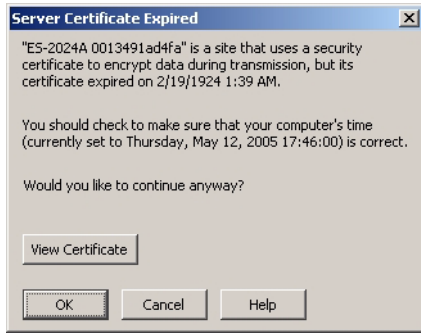 Server Certificate Expired
"ES-2024A 0013491ad4fa" is a site that uses a security
certificate to encrypt data during transmission, but its
certificate expired on 2/19/1924 1:39 AM.
You should check to make sure that your computer's time
(currently set to Thursday, May 12, 2005 17:46:00) is correct.
Would you like to continue anyway?
View Certificate
OK Cancel Help